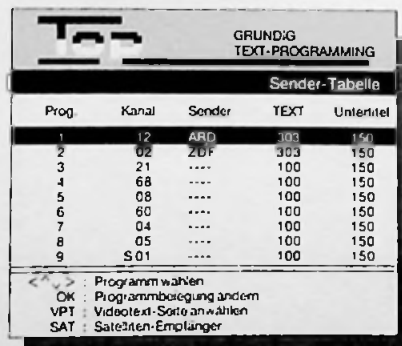 Top
GRUNDIG
TEXT-PROGRAMMING
Sender-Tabelle
Prog. Kanal Sender TEXT Untertitel
1 12 ARD 303 150
2 02 ZDF 303 150
3 21 ---- 100 150
4 68 ---- 100 150
5 08 ---- 100 150
6 60 ---- 100 150
7 04 ---- 100 150
8 05 ---- 100 150
9 S01 ---- 100 150
<^v> : Programm wählen
OK : Programmbelegung ändern
VPT : Videotext-Seite anwählen
SAT : Satelliten-Empfänger